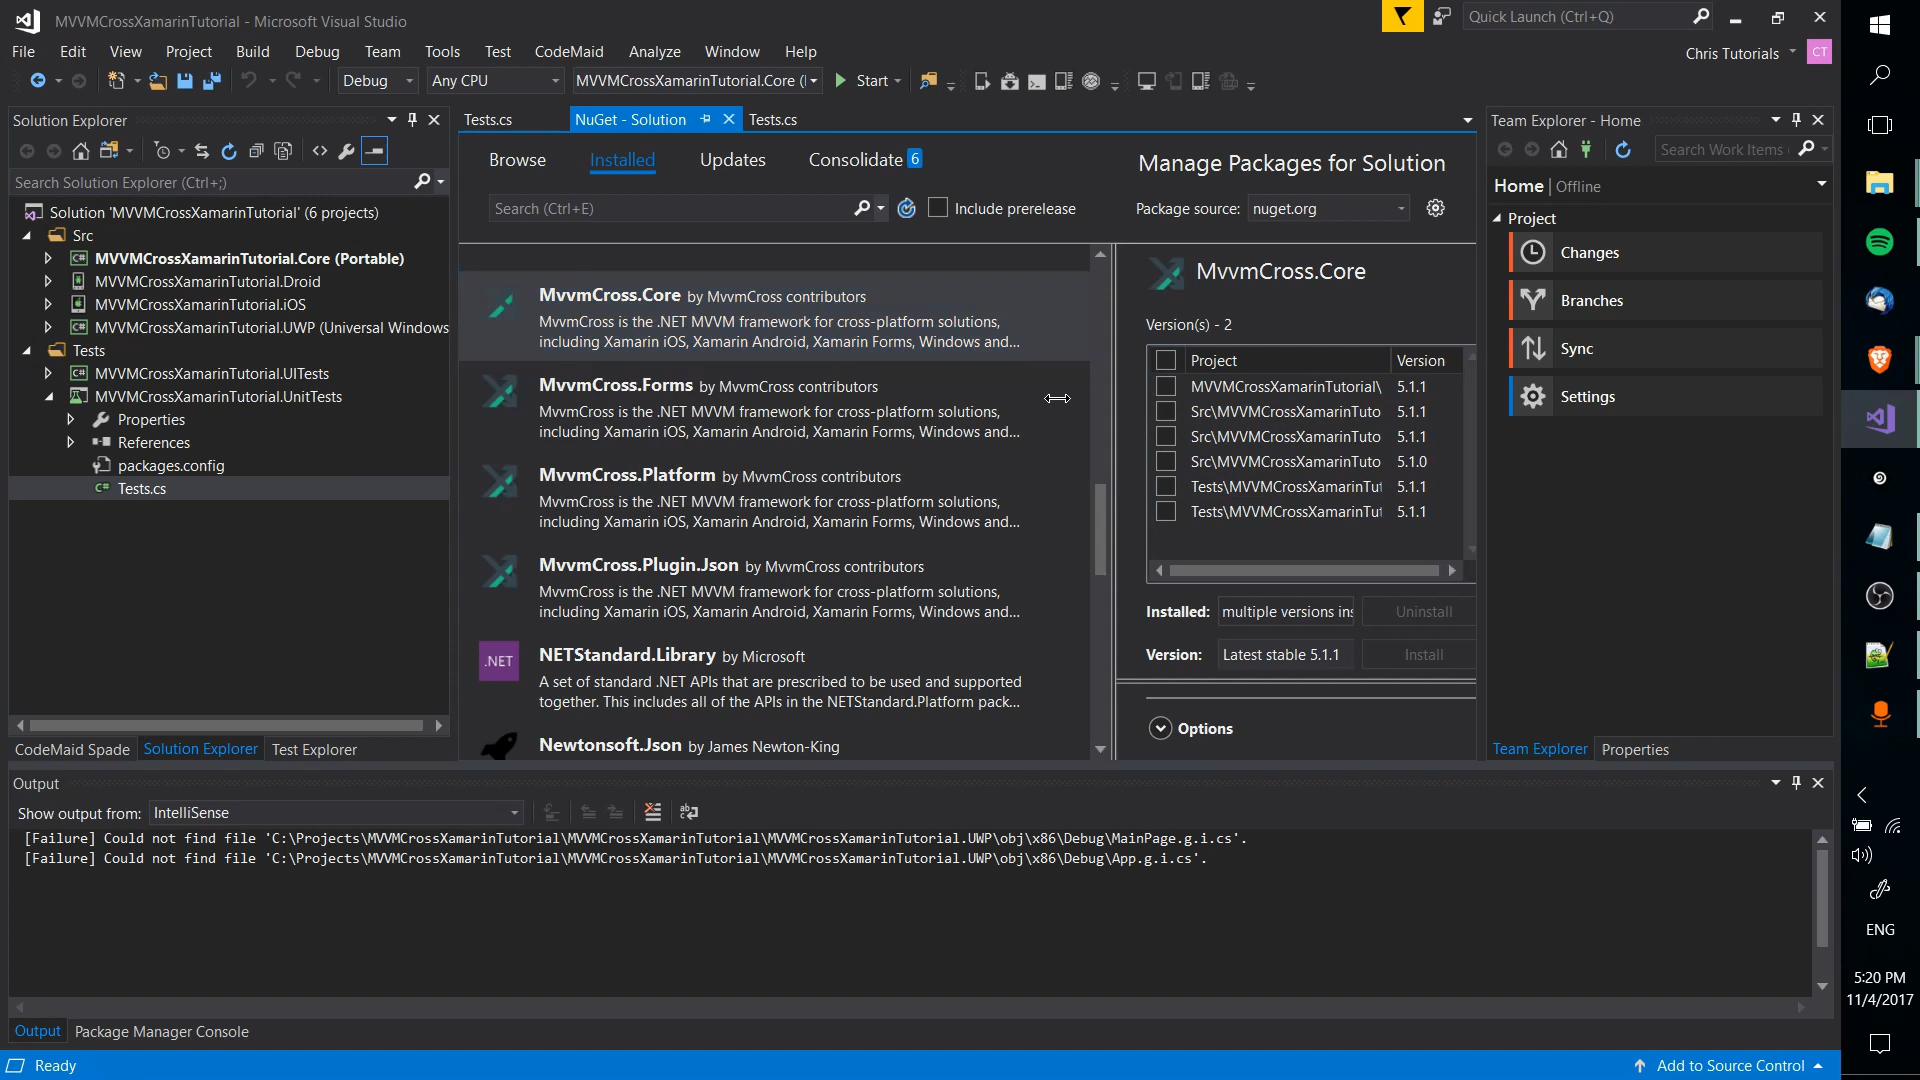 MVVMCrossXamarinTutorial - Microsoft Visual Studio
Quick Launch (Ctrl+Q)
File Edit View Project Build Debug Team Tools Test CodeMaid Analyze Window Help
Chris Tutorials CT
Debug Any CPU MVVMCrossXamarinTutorial.Core ( Start
Solution Explorer
Search Solution Explorer (Ctrl+;)
Solution 'MVVMCrossXamarinTutorial' (6 projects)
Src
MVVMCrossXamarinTutorial.Core (Portable)
MVVMCrossXamarinTutorial.Droid
MVVMCrossXamarinTutorial.iOS
MVVMCrossXamarinTutorial.UWP (Universal Windows
Tests
MVVMCrossXamarinTutorial.UITests
MVVMCrossXamarinTutorial.UnitTests
Properties
References
packages.config
Tests.cs
CodeMaid Spade Solution Explorer Test Explorer
Tests.cs NuGet - Solution Tests.cs
Browse Installed Updates Consolidate 6
Manage Packages for Solution
Search (Ctrl+E) Include prerelease
Package source: nuget.org
MvvmCross.Core by MvvmCross contributors
MvvmCross is the .NET MVVM framework for cross-platform solutions,
including Xamarin iOS, Xamarin Android, Xamarin Forms, Windows and...
MvvmCross.Forms by MvvmCross contributors
MvvmCross is the .NET MVVM framework for cross-platform solutions,
including Xamarin iOS, Xamarin Android, Xamarin Forms, Windows and...
MvvmCross.Platform by MvvmCross contributors
MvvmCross is the .NET MVVM framework for cross-platform solutions,
including Xamarin iOS, Xamarin Android, Xamarin Forms, Windows and...
MvvmCross.Plugin.Json by MvvmCross contributors
MvvmCross is the .NET MVVM framework for cross-platform solutions,
including Xamarin iOS, Xamarin Android, Xamarin Forms, Windows and...
.NET
NETStandard.Library by Microsoft
A set of standard .NET APIs that are prescribed to be used and supported
together. This includes all of the APIs in the NETStandard.Platform pack...
Newtonsoft.Json by James Newton-King
MvvmCross.Core
Version(s) - 2
Project Version
MVVMCrossXamarinTutorial\ 5.1.1
Src\MVVMCrossXamarinTuto 5.1.1
Src\MVVMCrossXamarinTuto 5.1.1
Src\MVVMCrossXamarinTuto 5.1.0
Tests\MVVMCrossXamarinTut 5.1.1
Tests\MVVMCrossXamarinTut 5.1.1
Installed: multiple versions ins Uninstall
Version: Latest stable 5.1.1 Install
Options
Team Explorer - Home
Search Work Items (
Home | Offline
Project
Changes
Branches
Sync
Settings
Team Explorer Properties
Output
Show output from: IntelliSense
[Failure] Could not find file 'C:\Projects\MVVMCrossXamarinTutorial\MVVMCrossXamarinTutorial\MVVMCrossXamarinTutorial.UWP\obj\x86\Debug\MainPage.g.i.cs'.
[Failure] Could not find file 'C:\Projects\MVVMCrossXamarinTutorial\MVVMCrossXamarinTutorial\MVVMCrossXamarinTutorial.UWP\obj\x86\Debug\App.g.i.cs'.
Output Package Manager Console
Ready
Add to Source Control
ENG
5:20 PM
11/4/2017